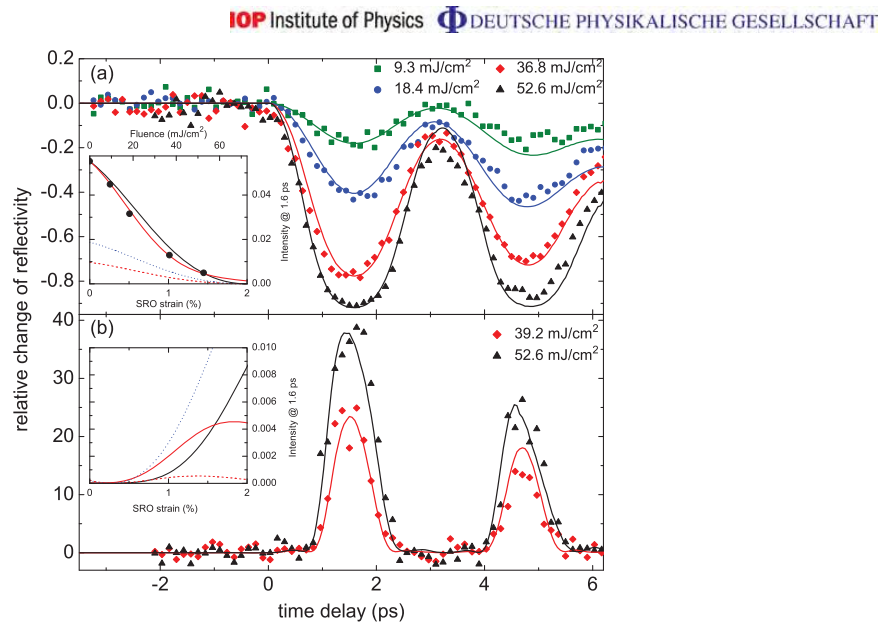 IOP Institute of Physics Φ DEUTSCHE PHYSIKALISCHE GESELLSCHAFT
(a)
9.3 mJ/cm²
36.8 mJ/cm²
18.4 mJ/cm²
52.6 mJ/cm²
0.2
0.0
-0.2
-0.4
-0.6
-0.8
Fluence (mJ/cm²)
0 20 40 60
0.04
0.02
0.00
Intensity @ 1.6 ps
0 1 2
SRO strain (%)
relative change of reflectivity
(b)
39.2 mJ/cm²
52.6 mJ/cm²
40
30
20
10
0
0.010
0.008
0.006
0.004
0.002
0.000
Intensity @ 1.6 ps
0 1 2
SRO strain (%)
-2 0 2 4 6
time delay (ps)